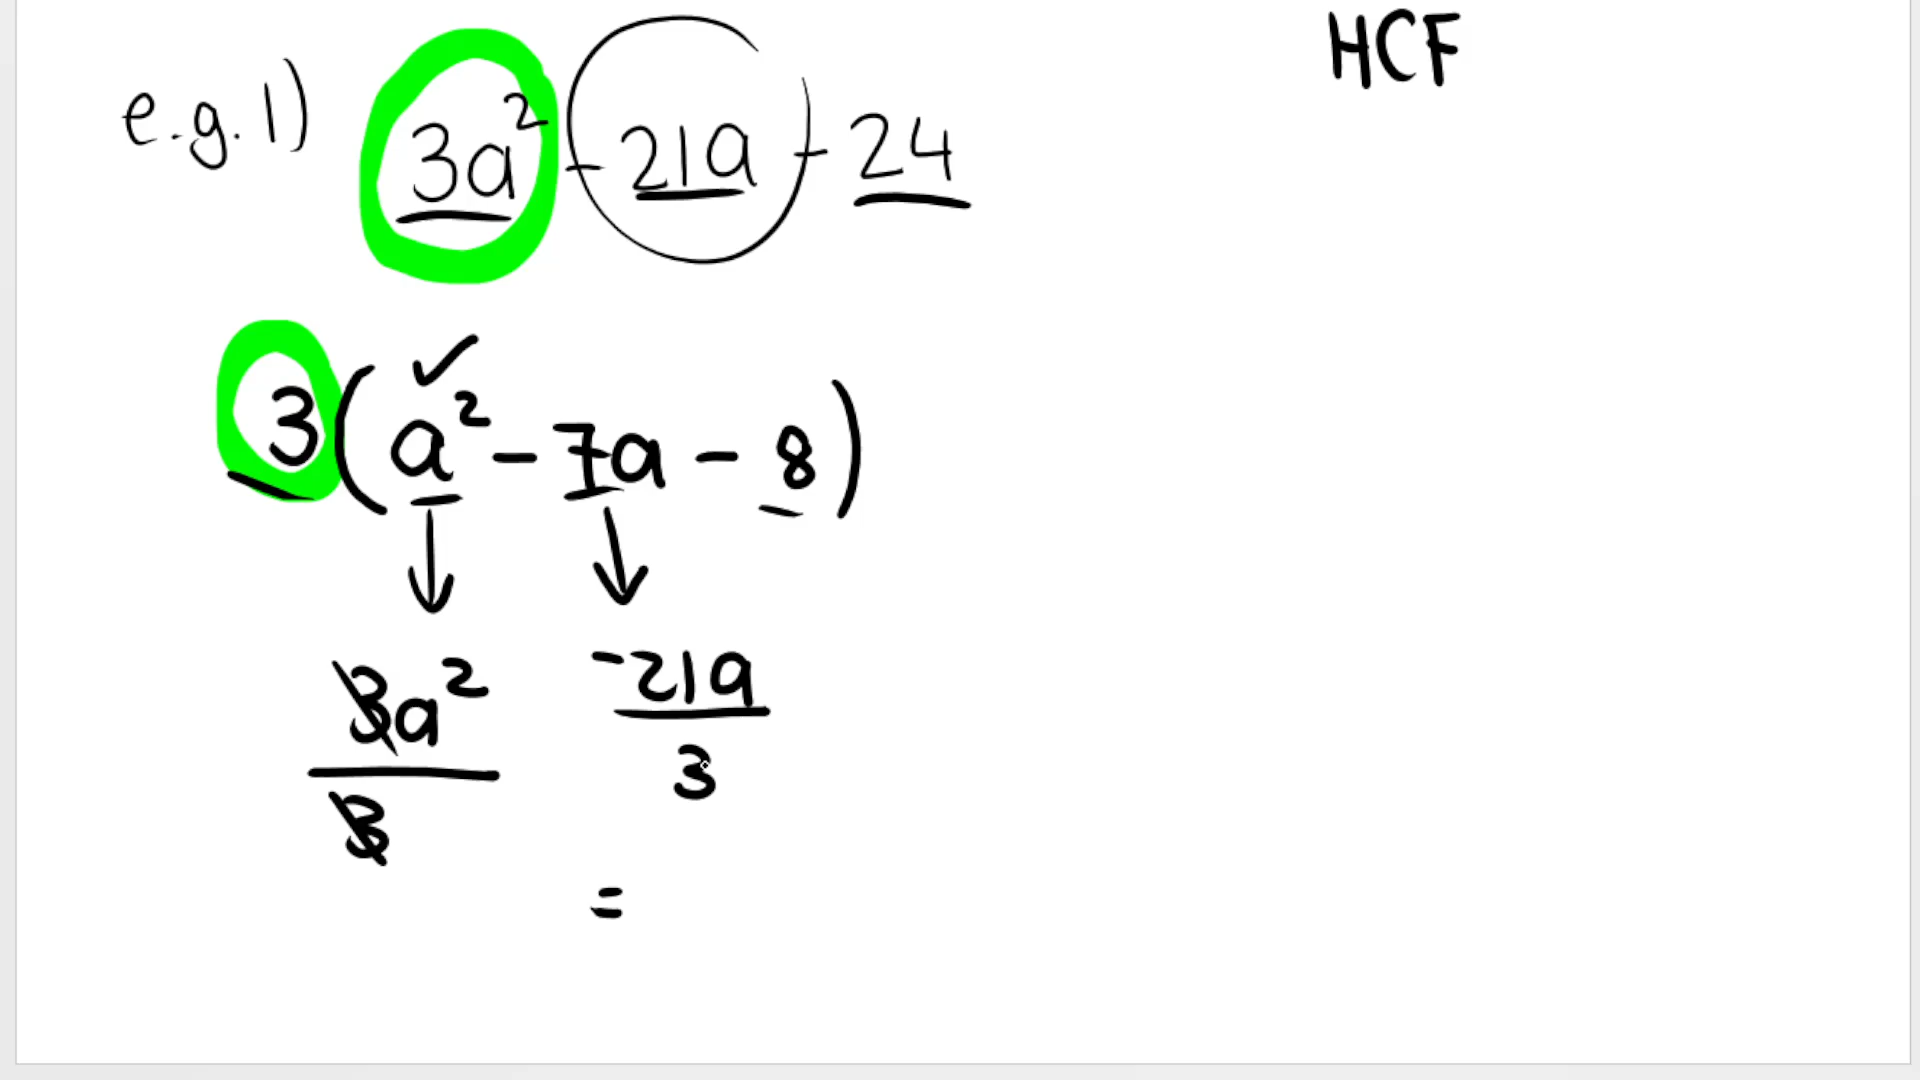 HCF
e.g. 1) 3a² - 21a - 24
3(a² - 7a - 8)
3a²/3 -21a/3
=